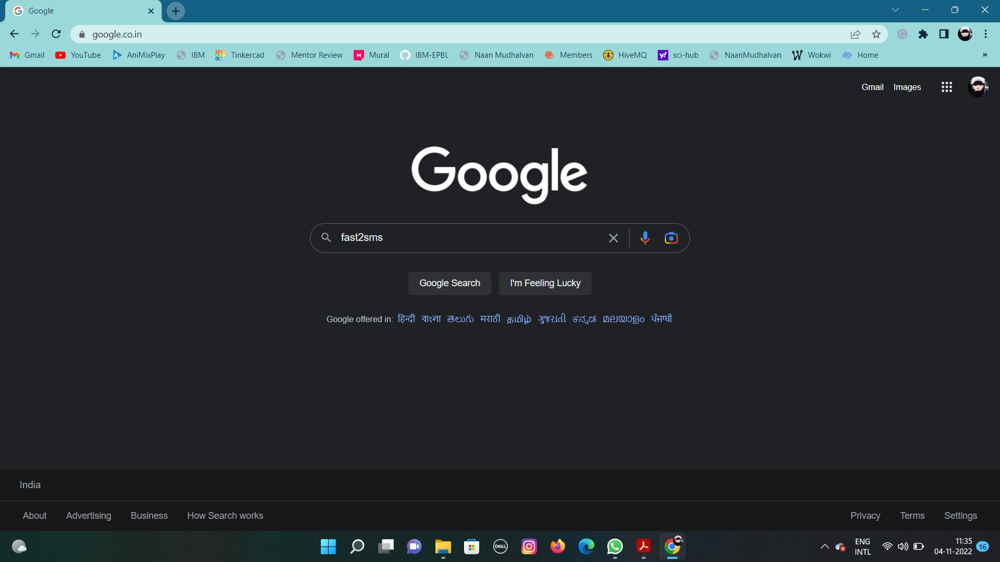 Google
google.co.in
Gmail YouTube AniMixPlay IBM Tinkercad Mentor Review Mural IBM-EPBL Naan Mudhalvan Members HiveMQ sci-hub NaanMudhalvan Wokwi Home »
Gmail Images
Google
fast2sms
Google Search I'm Feeling Lucky
Google offered in: हिन्दी বাংলা తెలుగు मराठी தமிழ் ગુજરાતી ಕನ್ನಡ മലയാളം ਪੰਜਾਬੀ
India
About Advertising Business How Search works Privacy Terms Settings
DELL
ENG
INTL
11:35
04-11-2022
16